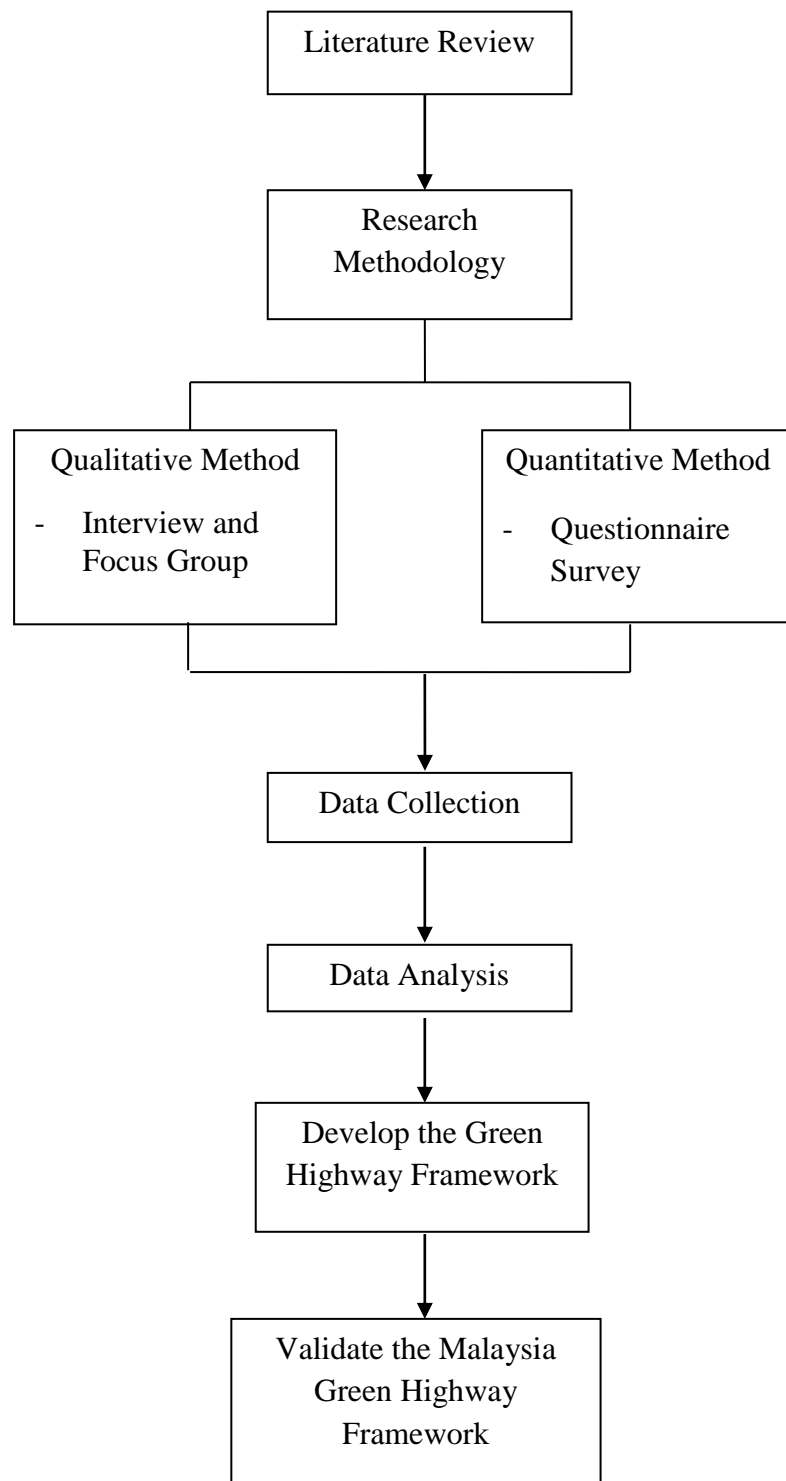 Literature Review
Research
Methodology
Qualitative Method
- Interview and
Focus Group
Quantitative Method
- Questionnaire
Survey
Data Collection
Data Analysis
Develop the Green
Highway Framework
Validate the Malaysia
Green Highway
Framework